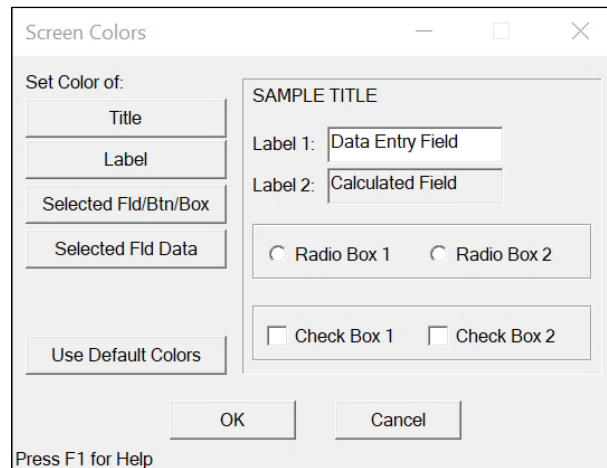 Screen Colors
Set Color of:
Title
Label
Selected Fld/Btn/Box
Selected Fld Data
Use Default Colors
SAMPLE TITLE
Label 1: Data Entry Field
Label 2: Calculated Field
Radio Box 1 Radio Box 2
Check Box 1 Check Box 2
OK Cancel
Press F1 for Help